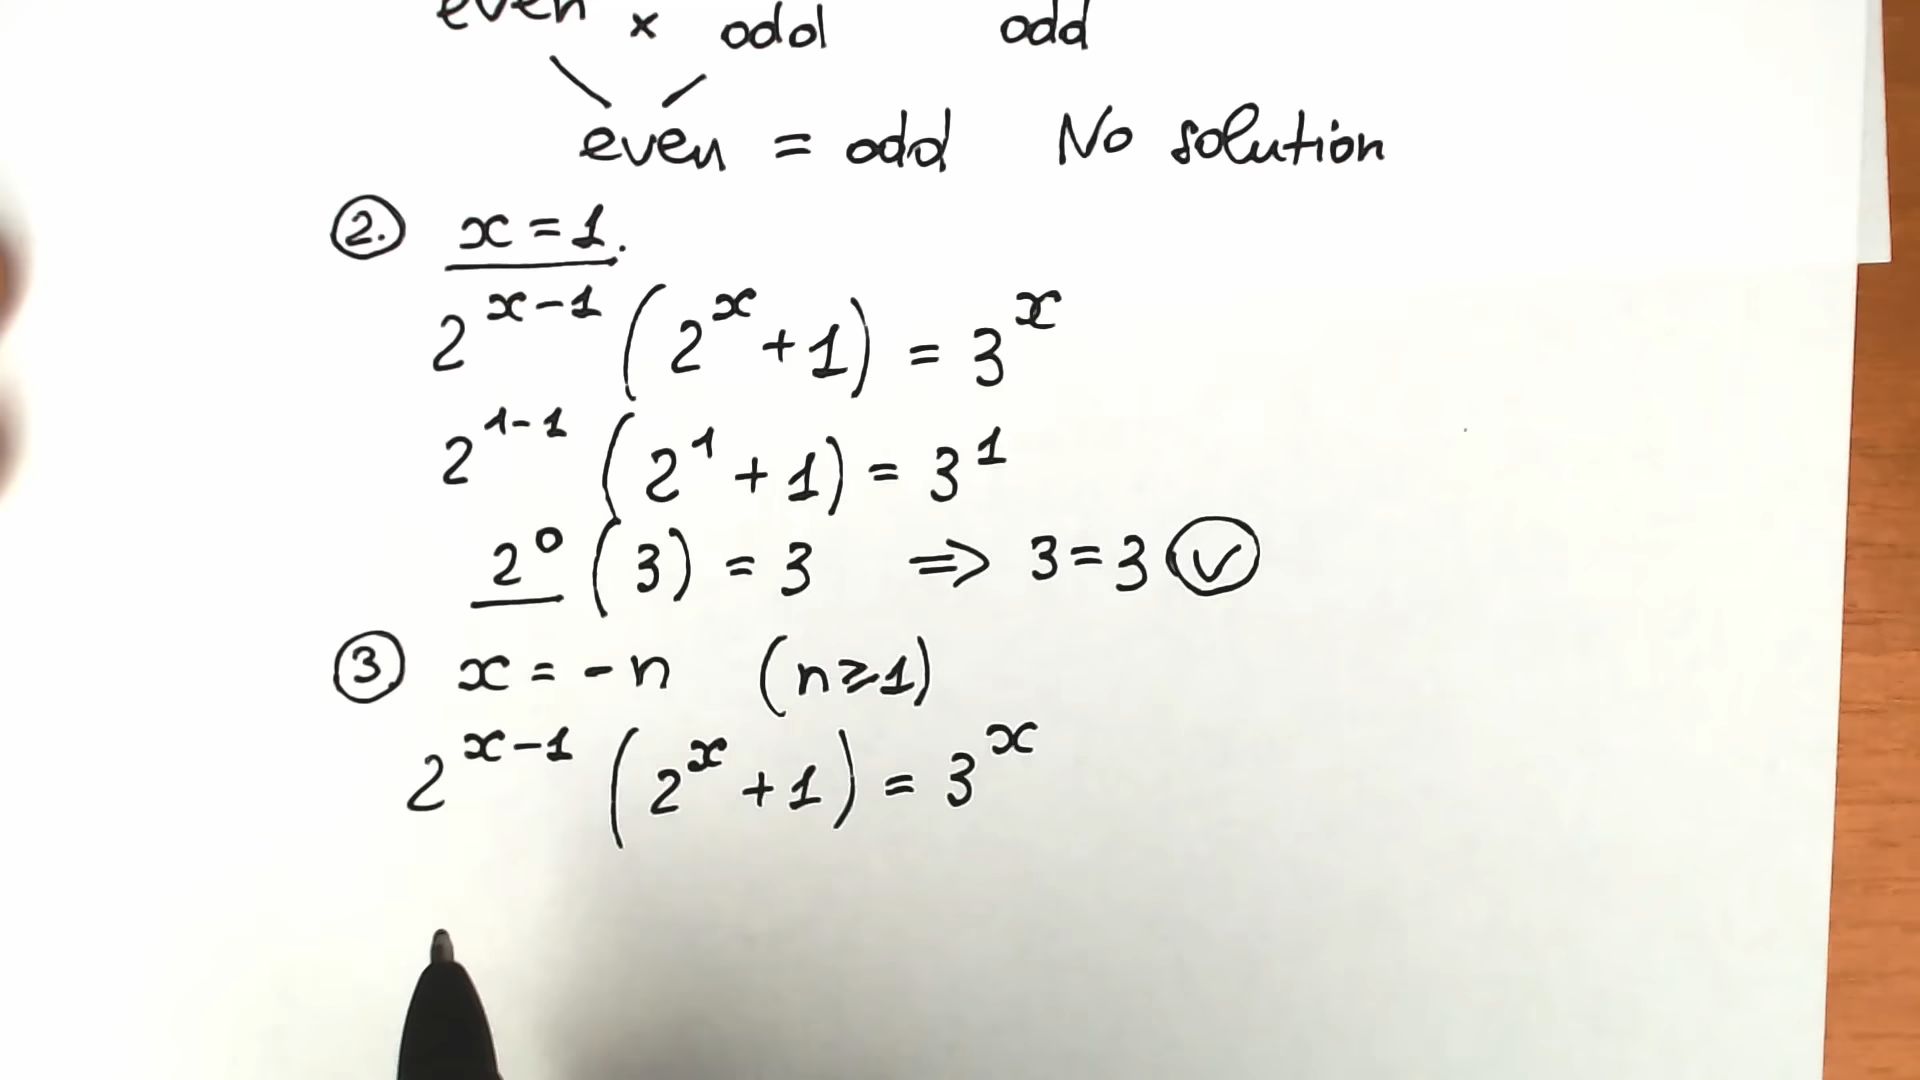 even × odd odd
even = odd No solution
2. x = 1.
2^{x-1} (2^x + 1) = 3^x
2^{1-1} (2^1 + 1) = 3^1
2^0 (3) = 3 ⇒ 3 = 3 ✓
3 x = -n (n ≥ 1)
2^{x-1} (2^x + 1) = 3^x